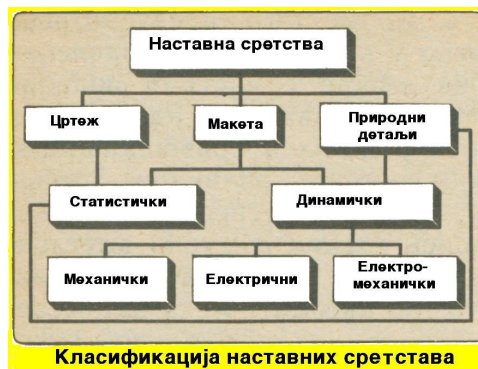 Наставна сретства
Цртеж
Макета
Природни
детаљи
Статистички
Динамички
Механички
Електрични
Електро-
механички
Класификација наставних сретстава